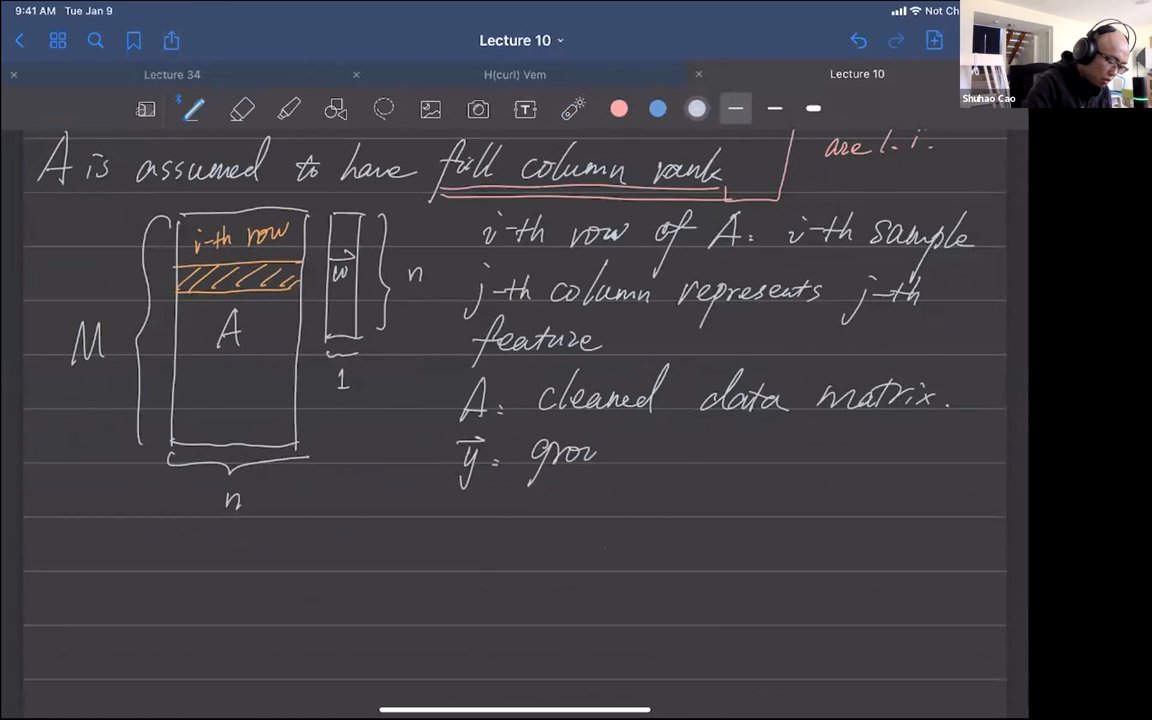 9:41 AM Tue Jan 9
Not Ch
Lecture 10
Lecture 34
H(curl) Vem
Lecture 10
Shuhao Cao
are l. i.
A is assumed to have full column rank
i-th row
i-th row of A: i-th sample
w
n
j-th column represents j-th
M
A
feature
1
A: cleaned data matrix.
y: grou
n